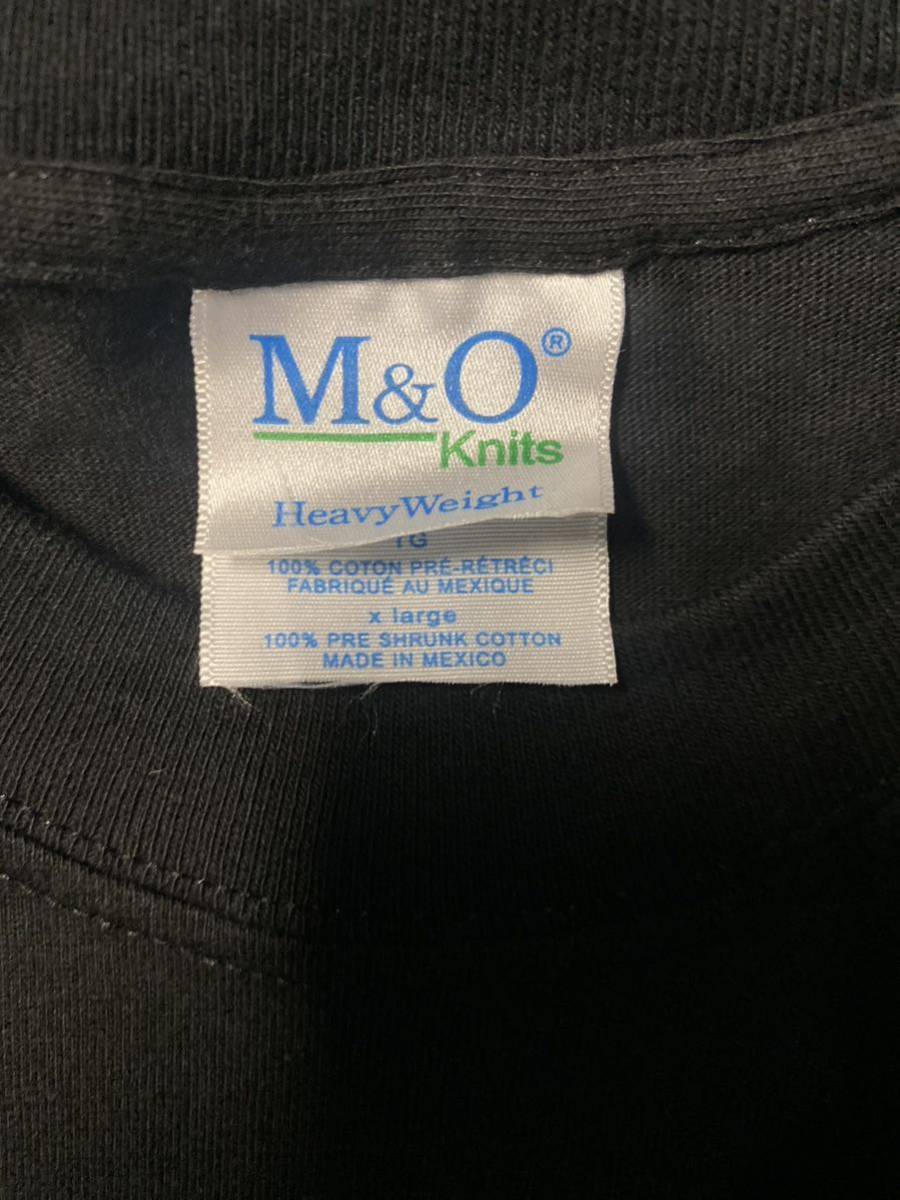 M&O®
Knits
HeavyWeight
TG
100% COTON PRÉ-RÉTRÉCI
FABRIQUÉ AU MEXIQUE
x large
100% PRE SHRUNK COTTON
MADE IN MEXICO